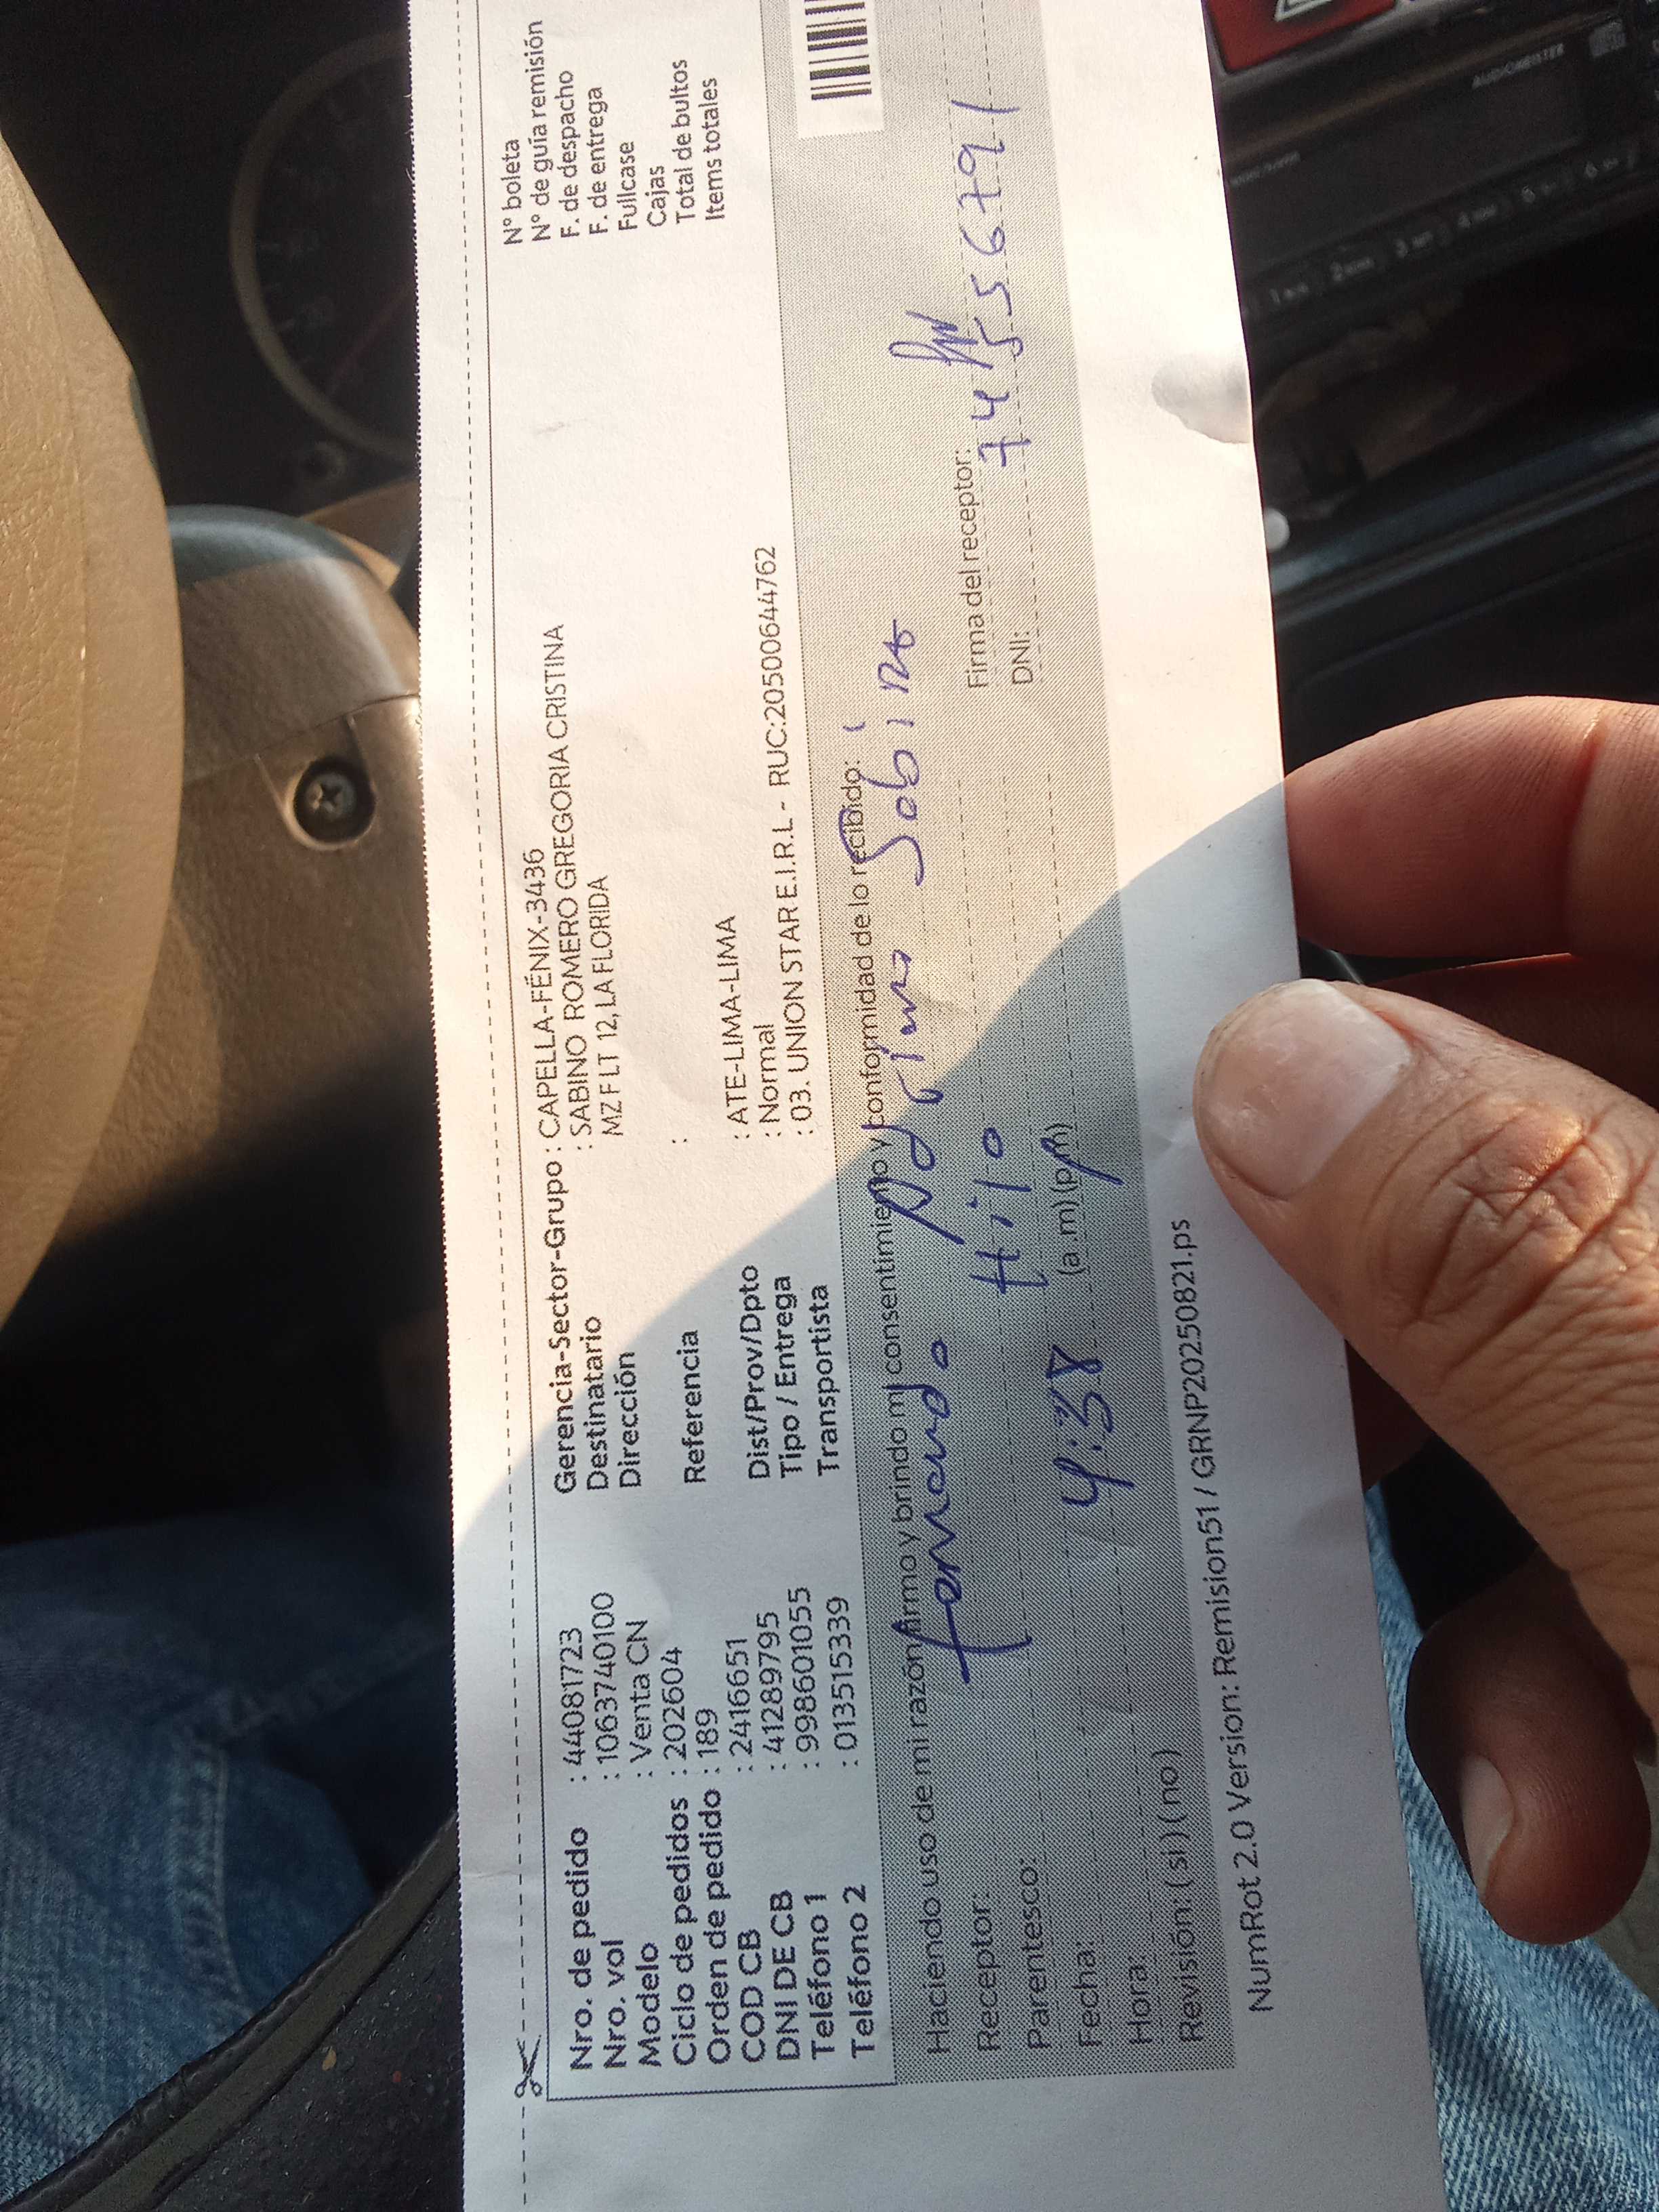 Nro. de pedido : 44081723
Nro. vol : 1063740100
Modelo : Venta CN
Ciclo de pedidos : 202604
Orden de pedido : 189
COD CB : 2416651
DNI DE CB : 41289795
Teléfono 1 : 998601055
Teléfono 2 : 013515339
Gerencia-Sector-Grupo : CAPELLA-FÉNIX-3436
Destinatario : SABINO ROMERO GREGORIA CRISTINA
Dirección MZ F LT 12, LA FLORIDA
Referencia :
Dist/Prov/Dpto : ATE-LIMA-LIMA
Tipo / Entrega : Normal
Transportista : 03. UNION STAR E.I.R.L - RUC:20500644762
N° boleta
N° de guía remisión
F. de despacho
F. de entrega
Fullcase
Cajas
Total de bultos
Items totales
Haciendo uso de mi razón firmo y brindo mi consentimiento y conformidad de lo recibido:
Receptor: Sabino
Parentesco: Hijo
Fecha:
Hora: 4:38 (a.m) (pm)
Revisión: (si) (no)
Firma del receptor:
DNI: 74556791
NumRot 2.0 Version: Remision51 / GRNP20250821.ps
AUDIOMASTER